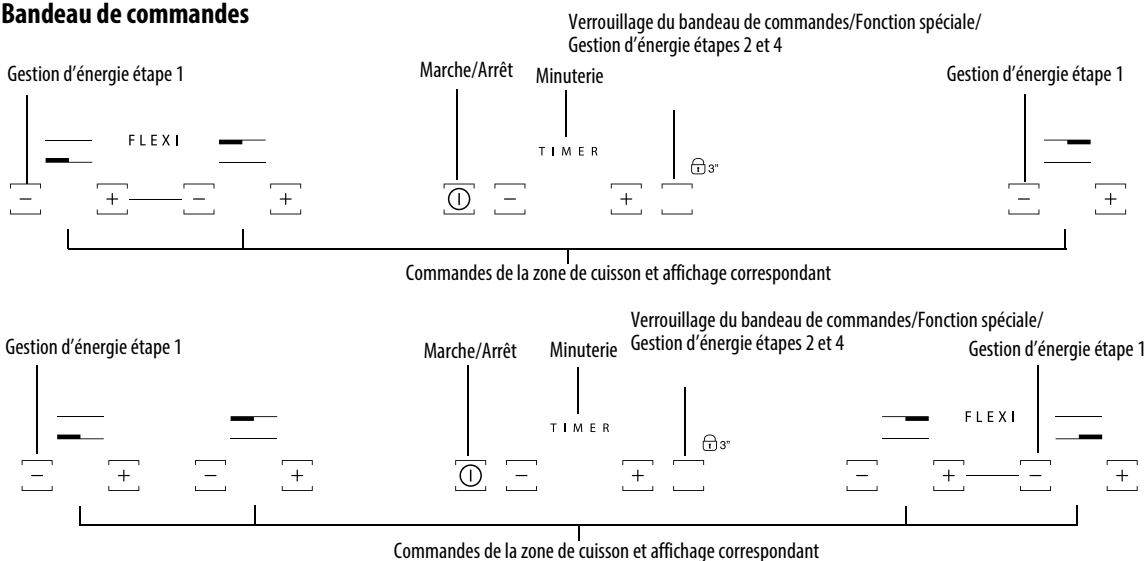 Bandeau de commandes
Verrouillage du bandeau de commandes/Fonction spéciale/
Gestion d'énergie étapes 2 et 4
Gestion d'énergie étape 1
Marche/Arrêt
Minuterie
Gestion d'énergie étape 1
FLEXI
TIMER
3"
− + − + − + − +
Commandes de la zone de cuisson et affichage correspondant
Verrouillage du bandeau de commandes/Fonction spéciale/
Gestion d'énergie étapes 2 et 4
Gestion d'énergie étape 1
Marche/Arrêt
Minuterie
Gestion d'énergie étape 1
TIMER
FLEXI
3"
− + − + − + − + − +
Commandes de la zone de cuisson et affichage correspondant